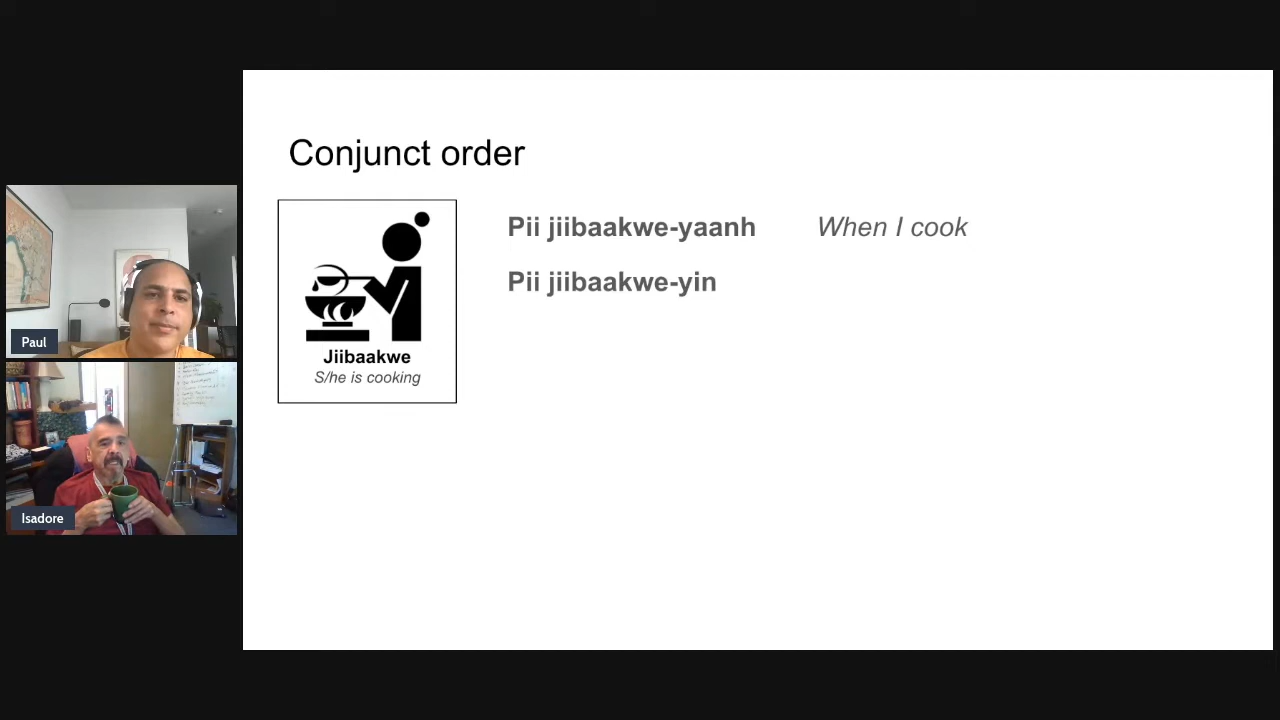 Conjunct order
Pii jiibaakwe-yaanh When I cook
Pii jiibaakwe-yin
Jiibaakwe
S/he is cooking
Paul
Isadore